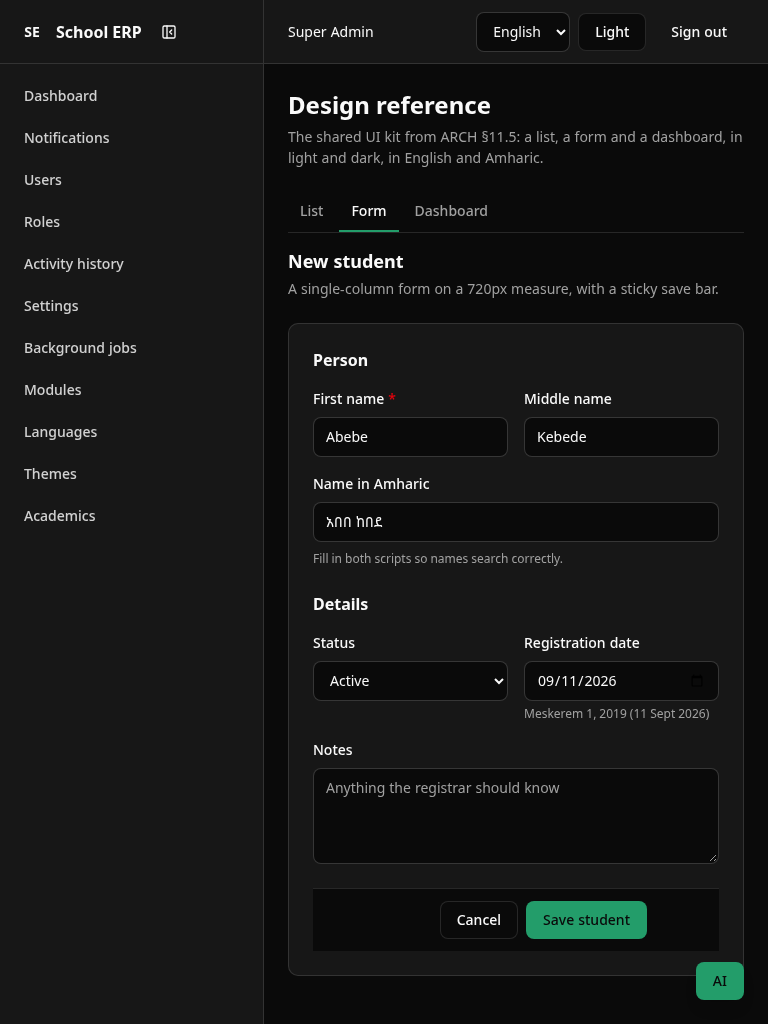 SE School ERP
Super Admin
English
Light
Sign out
Dashboard
Notifications
Users
Roles
Activity history
Settings
Background jobs
Modules
Languages
Themes
Academics
Design reference
The shared UI kit from ARCH §11.5: a list, a form and a dashboard, in
light and dark, in English and Amharic.
List
Form
Dashboard
New student
A single-column form on a 720px measure, with a sticky save bar.
Person
First name *
Abebe
Middle name
Kebede
Name in Amharic
አበበ ከበደ
Fill in both scripts so names search correctly.
Details
Status
Active
Registration date
09/11/2026
Meskerem 1, 2019 (11 Sept 2026)
Notes
Anything the registrar should know
Cancel
Save student
AI